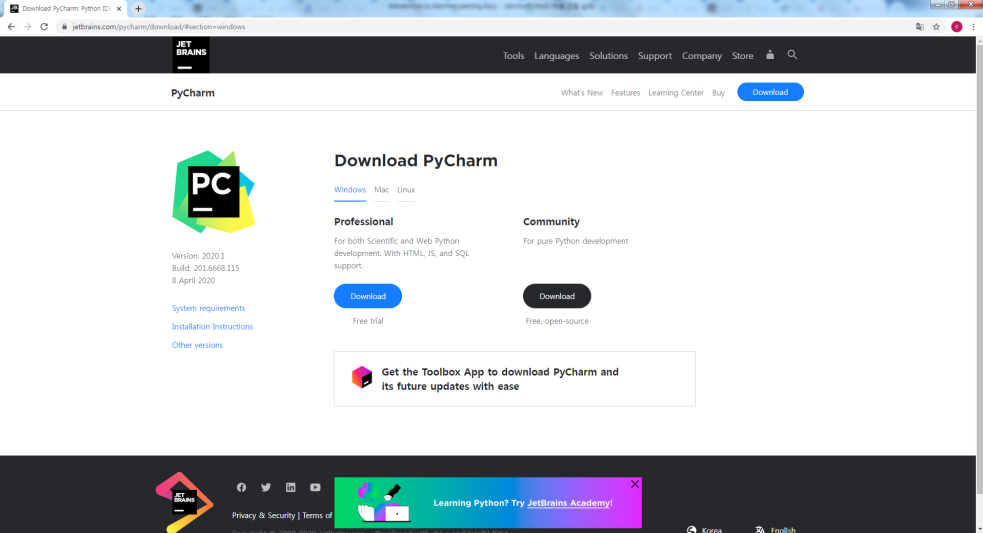 Download PyCharm: Python IDE
jetbrains.com/pycharm/download/#section=windows
C
JET
BRAINS
Tools Languages Solutions Support Company Store
PyCharm
What's New Features Learning Center Buy Download
PC
Download PyCharm
Windows Mac Linux
Professional
For both Scientific and Web Python
development. With HTML, JS, and SQL
support.
Download
Free trial
Community
For pure Python development
Download
Free, open-source
Version: 2020.1
Build: 201.6668.115
8 April 2020
System requirements
Installation Instructions
Other versions
Get the Toolbox App to download PyCharm and
its future updates with ease
JET
BRAINS
Learning Python? Try JetBrains Academy!
Privacy & Security | Terms of
Korea English